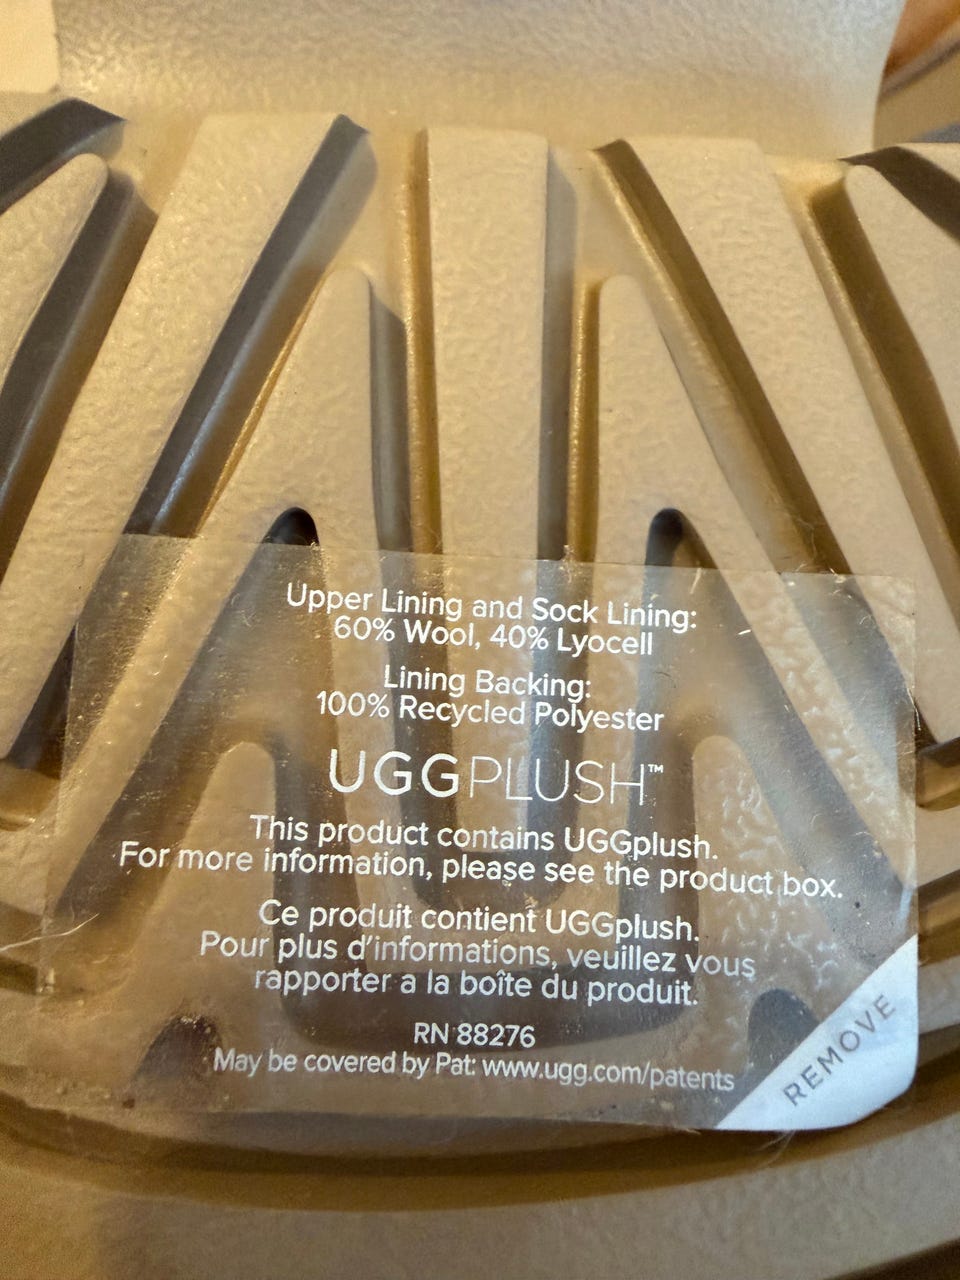 Upper Lining and Sock Lining:
60% Wool, 40% Lyocell
Lining Backing:
100% Recycled Polyester
UGGPLUSH™
This product contains UGGplush.
For more information, please see the product box.
Ce produit contient UGGplush.
Pour plus d'informations, veuillez vous
rapporter a la boîte du produit.
RN 88276
May be covered by Pat: www.ugg.com/patents
REMOVE